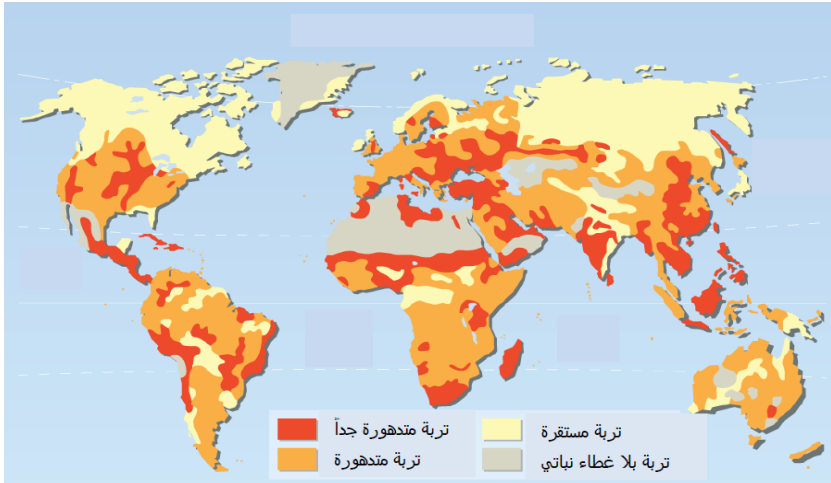 تربة متدهورة جداً
تربة مستقرة
تربة متدهورة
تربة بلا غطاء نباتي